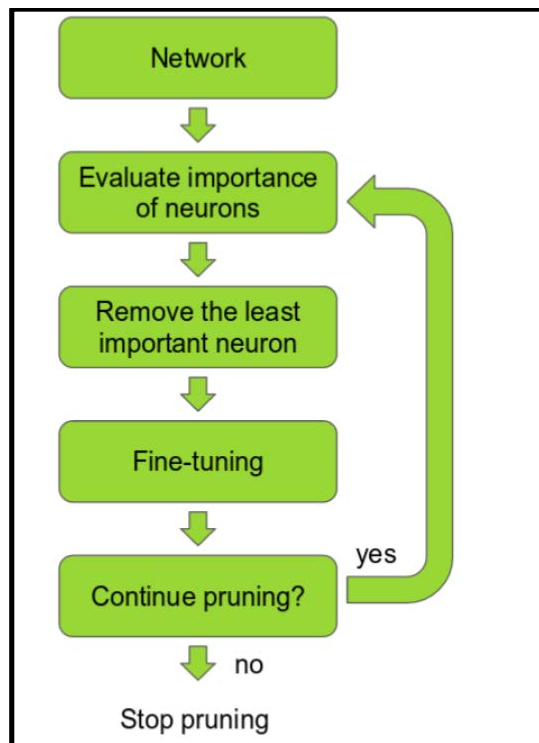 Network
Evaluate importance
of neurons
Remove the least
important neuron
Fine-tuning
Continue pruning?
yes
no
Stop pruning